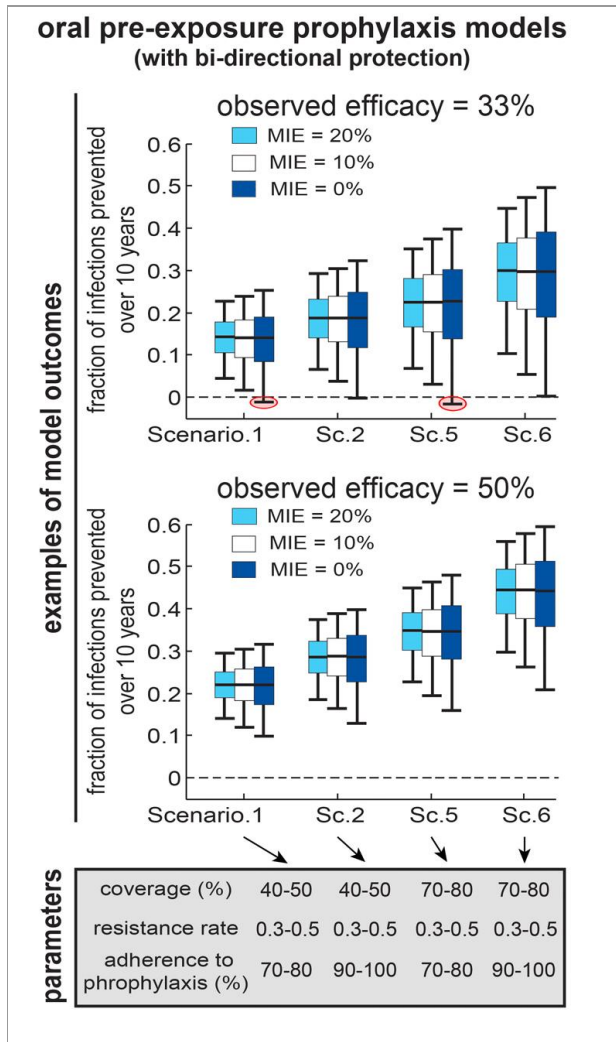 oral pre-exposure prophylaxis models
(with bi-directional protection)
examples of model outcomes
observed efficacy = 33%
MIE = 20%
MIE = 10%
MIE = 0%
fraction of infections prevented
over 10 years
0.6
0.5
0.4
0.3
0.2
0.1
0
Scenario.1 Sc.2 Sc.5 Sc.6
observed efficacy = 50%
MIE = 20%
MIE = 10%
MIE = 0%
fraction of infections prevented
over 10 years
0.6
0.5
0.4
0.3
0.2
0.1
0
Scenario.1 Sc.2 Sc.5 Sc.6
parameters
coverage (%) 40-50 40-50 70-80 70-80
resistance rate 0.3-0.5 0.3-0.5 0.3-0.5 0.3-0.5
adherence to
phrophylaxis (%) 70-80 90-100 70-80 90-100